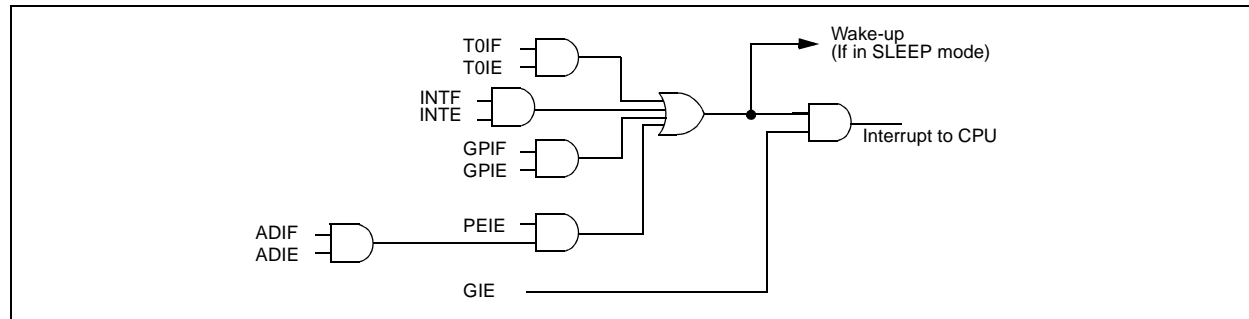 Wake-up
(If in SLEEP mode)
T0IF
T0IE
INTF
INTE
GPIF
GPIE
Interrupt to CPU
PEIE
ADIF
ADIE
GIE